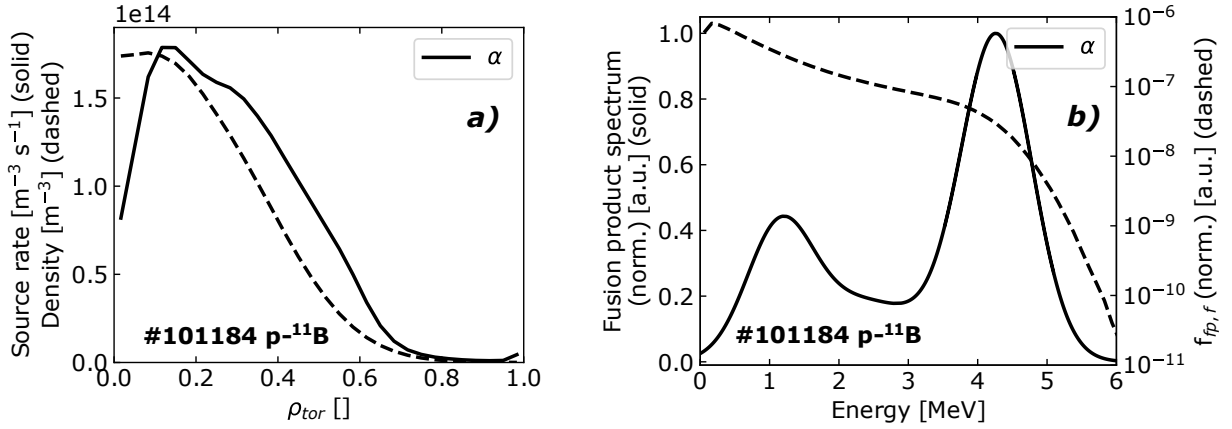 1e14
Source rate [m⁻³ s⁻¹] (solid)
Density [m⁻³] (dashed)
1.5
1.0
0.5
0.0
0.0 0.2 0.4 0.6 0.8 1.0
ρtor []
α
a)
#101184 p-¹¹B
Fusion product spectrum
(norm.) [a.u.] (solid)
1.0
0.8
0.6
0.4
0.2
0.0
0 1 2 3 4 5 6
Energy [MeV]
α
b)
#101184 p-¹¹B
10⁻⁶
10⁻⁷
10⁻⁸
10⁻⁹
10⁻¹⁰
10⁻¹¹
f_fp,f (norm.) [a.u.] (dashed)